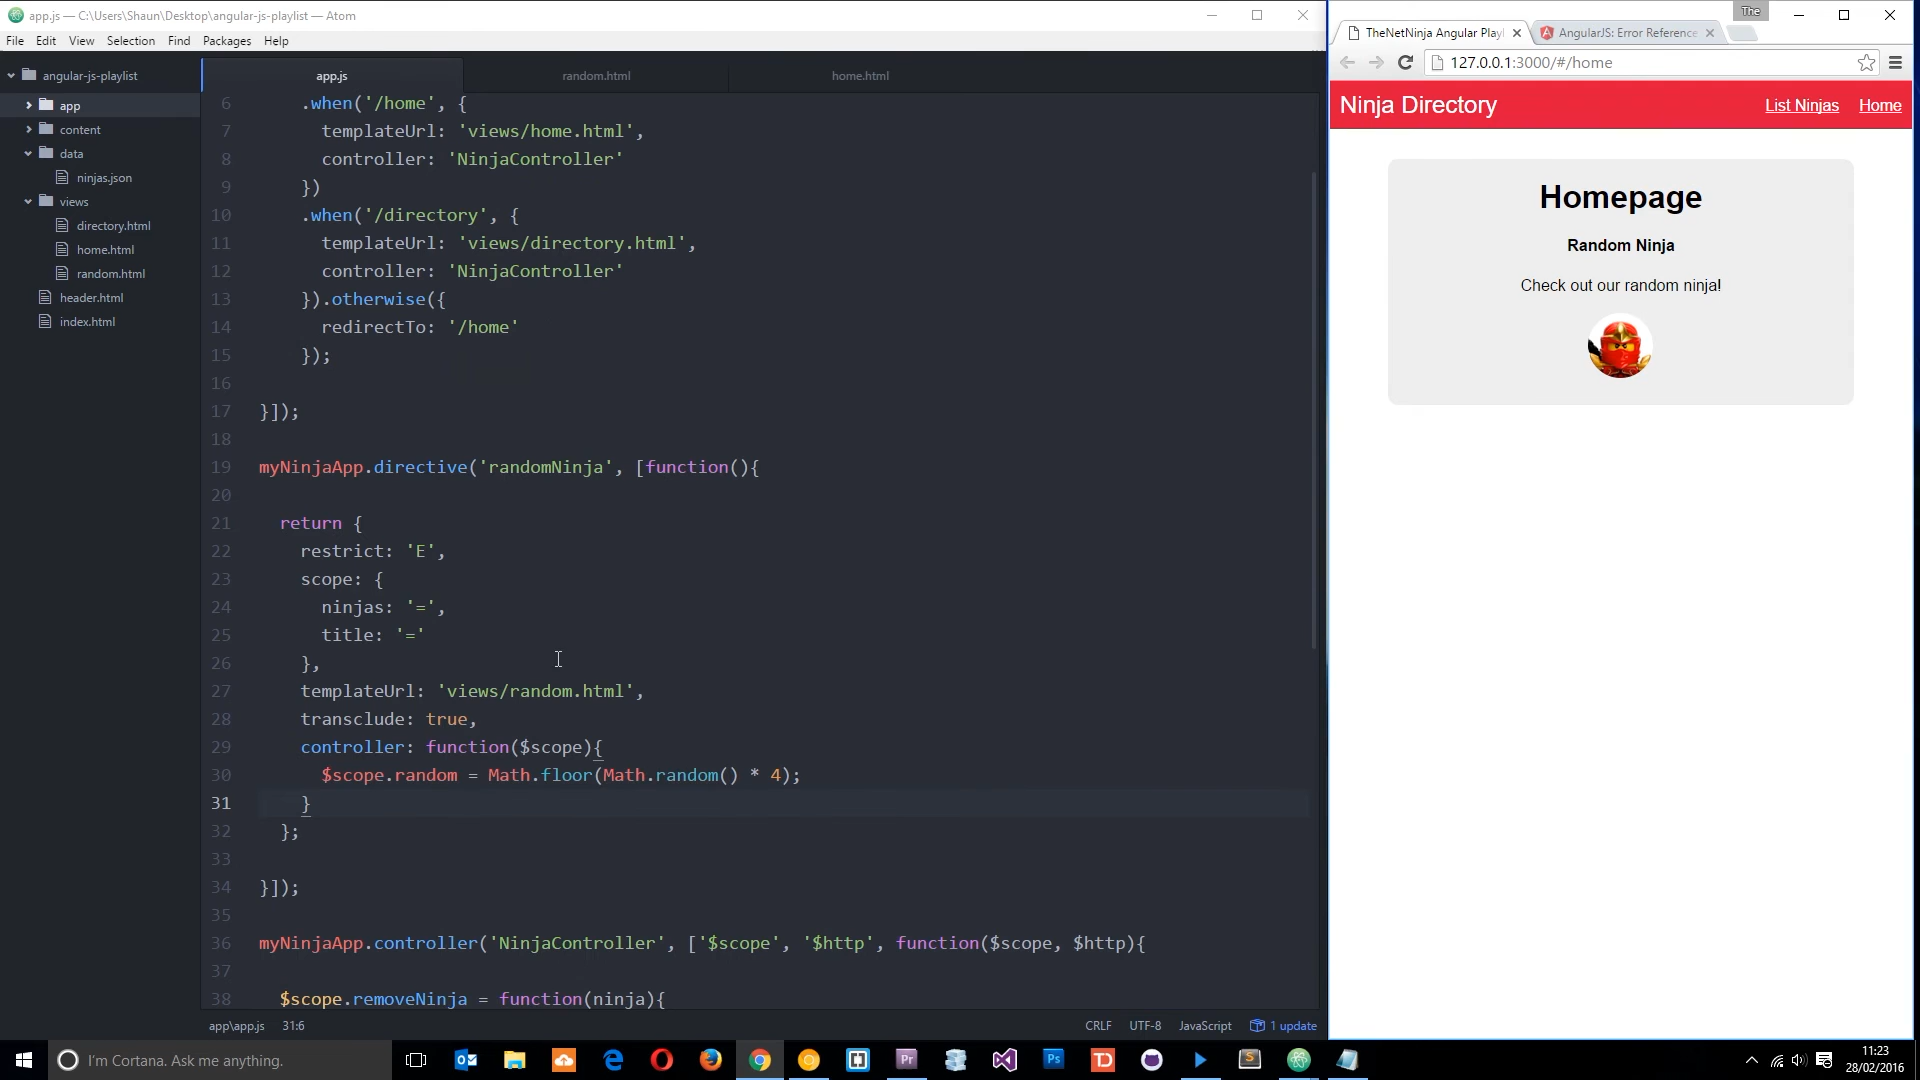 app.js — C:\Users\Shaun\Desktop\angular-js-playlist — Atom
File Edit View Selection Find Packages Help
angular-js-playlist
app
content
data
ninjas.json
views
directory.html
home.html
random.html
header.html
index.html
app.js random.html home.html
6 .when('/home', {
7 templateUrl: 'views/home.html',
8 controller: 'NinjaController'
9 })
10 .when('/directory', {
11 templateUrl: 'views/directory.html',
12 controller: 'NinjaController'
13 }).otherwise({
14 redirectTo: '/home'
15 });
16
17 }]);
18
19 myNinjaApp.directive('randomNinja', [function(){
20
21 return {
22 restrict: 'E',
23 scope: {
24 ninjas: '=',
25 title: '='
26 },
27 templateUrl: 'views/random.html',
28 transclude: true,
29 controller: function($scope){
30 $scope.random = Math.floor(Math.random() * 4);
31 }
32 };
33
34 }]);
35
36 myNinjaApp.controller('NinjaController', ['$scope', '$http', function($scope, $http){
37
38 $scope.removeNinja = function(ninja){
app\app.js 31:6 CRLF UTF-8 JavaScript 1 update
The
TheNetNinja Angular Playl AngularJS: Error Reference
127.0.0.1:3000/#/home
Ninja Directory List Ninjas Home
Homepage
Random Ninja
Check out our random ninja!
I'm Cortana. Ask me anything.
Pr
Ps
TD
S
11:23
28/02/2016